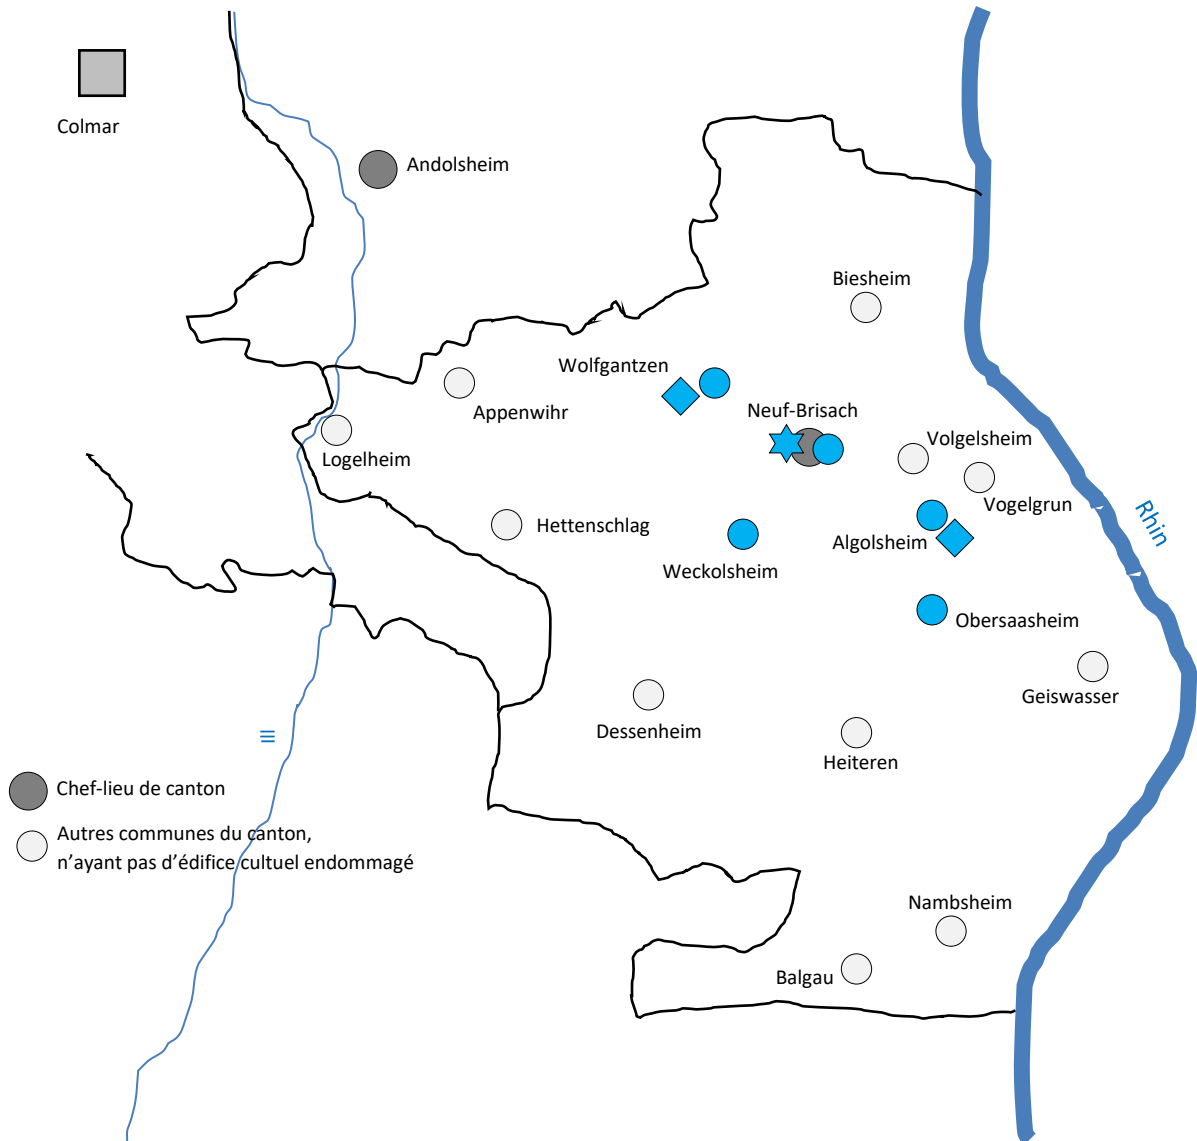 Colmar
Andolsheim
Biesheim
Wolfgantzen
Appenwihr
Neuf-Brisach
Volgelsheim
Logelheim
Vogelgrun
Hettenschlag
Algolsheim
Rhin
Weckolsheim
Obersaasheim
Geiswasser
Dessenheim
Heiteren
Ill
Chef-lieu de canton
Autres communes du canton,
n’ayant pas d’édifice cultuel endommagé
Nambsheim
Balgau